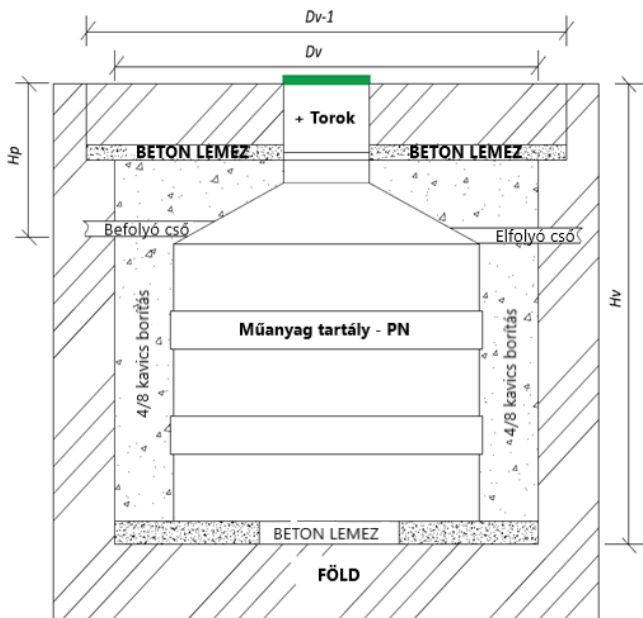 Dv-1
Dv
+ Torok
Hp
BETON LEMEZ
BETON LEMEZ
Befolyó cső
Elfolyó cső
Hv
4/8 kavics borítás
Műanyag tartály - PN
4/8 kavics borítás
BETON LEMEZ
FÖLD